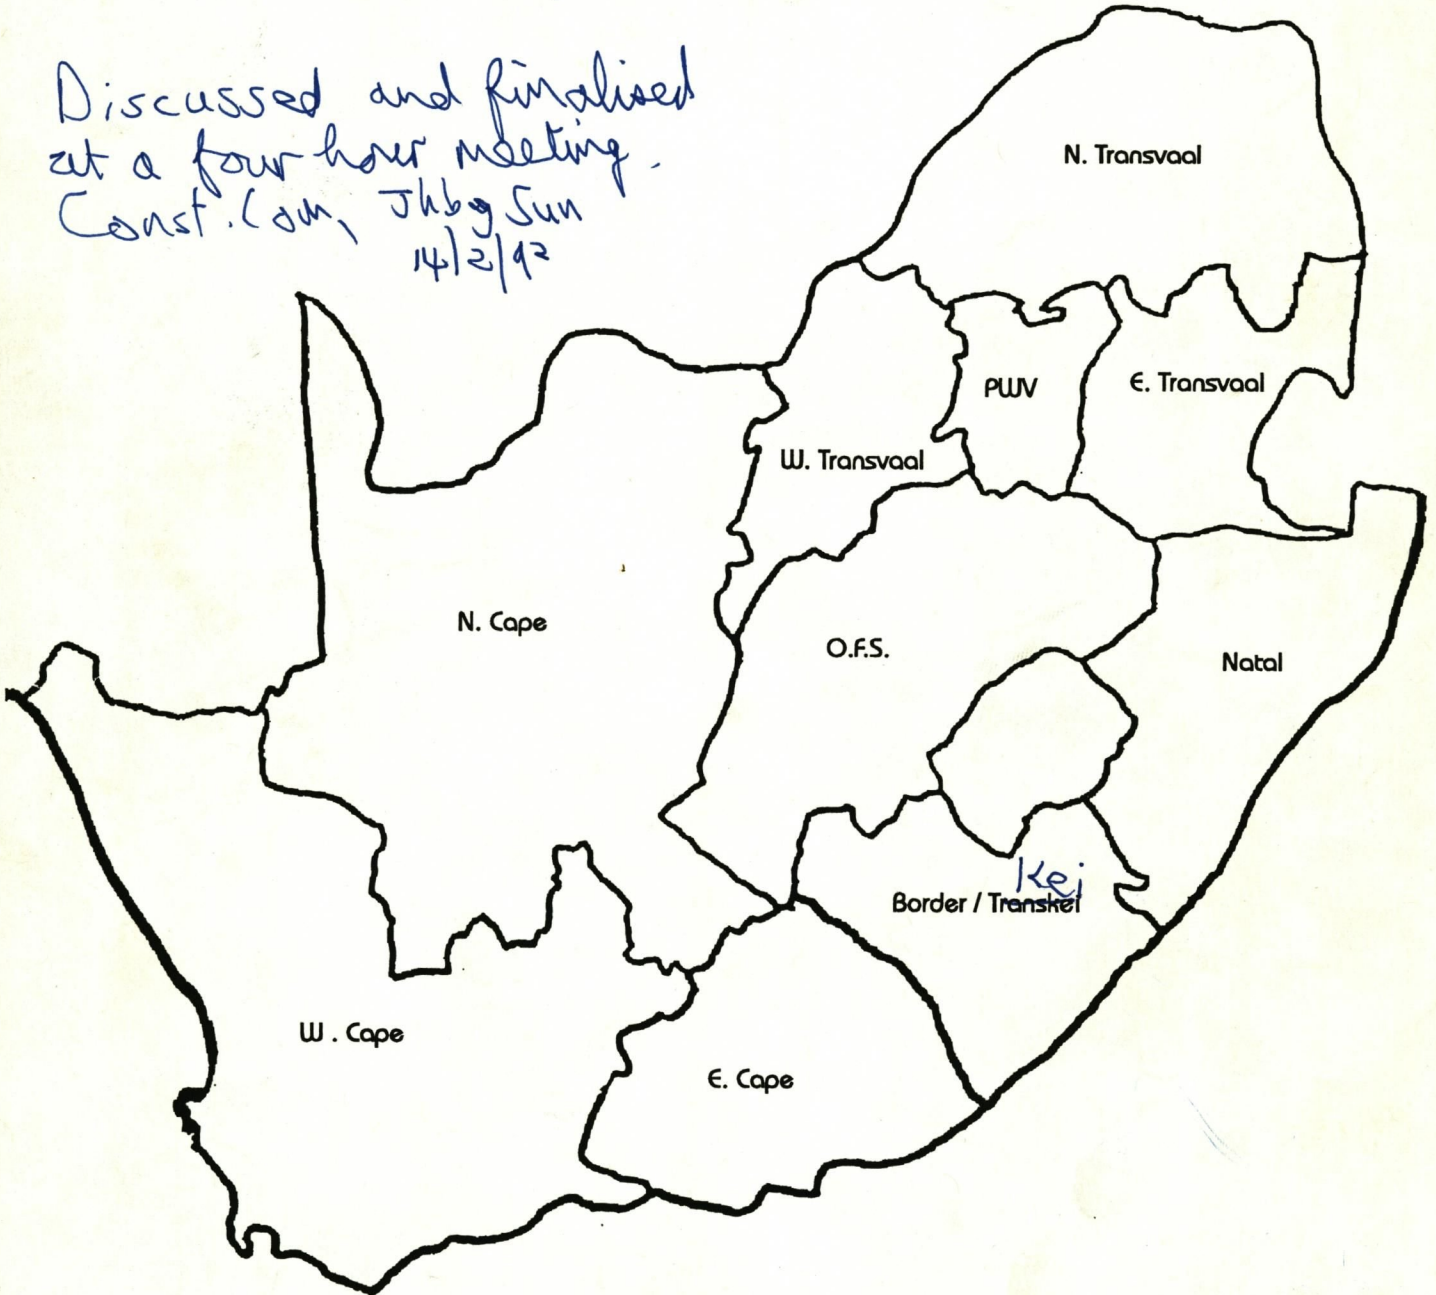 Discussed and finalised
at a four hour meeting.
Const. Com, Jhbg Sun
14/2/92
N. Transvaal
PWV
E. Transvaal
W. Transvaal
N. Cape
O.F.S.
Natal
Kei
Border / Transkei
W. Cape
E. Cape